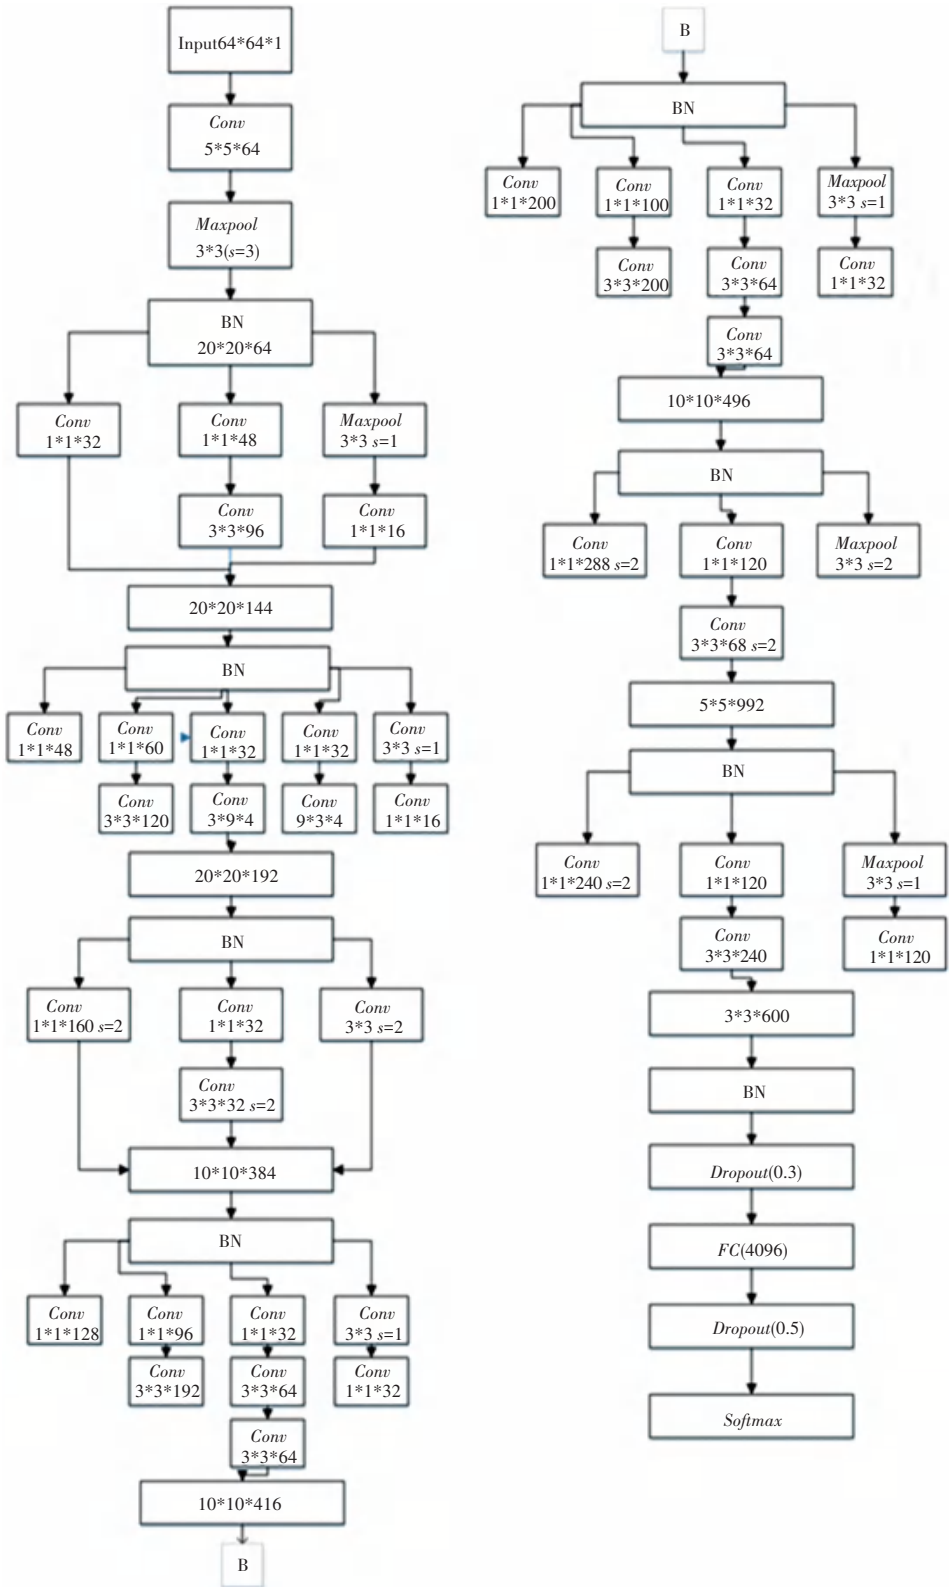 Input64*64*1
Conv
5*5*64
Maxpool
3*3(s=3)
BN
20*20*64
Conv
1*1*32
Conv
1*1*48
Maxpool
3*3 s=1
Conv
3*3*96
Conv
1*1*16
20*20*144
BN
Conv
1*1*48
Conv
1*1*60
Conv
1*1*32
Conv
1*1*32
Conv
3*3 s=1
Conv
3*3*120
Conv
3*9*4
Conv
9*3*4
Conv
1*1*16
20*20*192
BN
Conv
1*1*160 s=2
Conv
1*1*32
Conv
3*3 s=2
Conv
3*3*32 s=2
10*10*384
BN
Conv
1*1*128
Conv
1*1*96
Conv
1*1*32
Conv
3*3 s=1
Conv
3*3*192
Conv
3*3*64
Conv
1*1*32
Conv
3*3*64
10*10*416
B
B
BN
Conv
1*1*200
Conv
1*1*100
Conv
1*1*32
Maxpool
3*3 s=1
Conv
3*3*200
Conv
3*3*64
Conv
1*1*32
Conv
3*3*64
10*10*496
BN
Conv
1*1*288 s=2
Conv
1*1*120
Maxpool
3*3 s=2
Conv
3*3*68 s=2
5*5*992
BN
Conv
1*1*240 s=2
Conv
1*1*120
Maxpool
3*3 s=1
Conv
3*3*240
Conv
1*1*120
3*3*600
BN
Dropout(0.3)
FC(4096)
Dropout(0.5)
Softmax